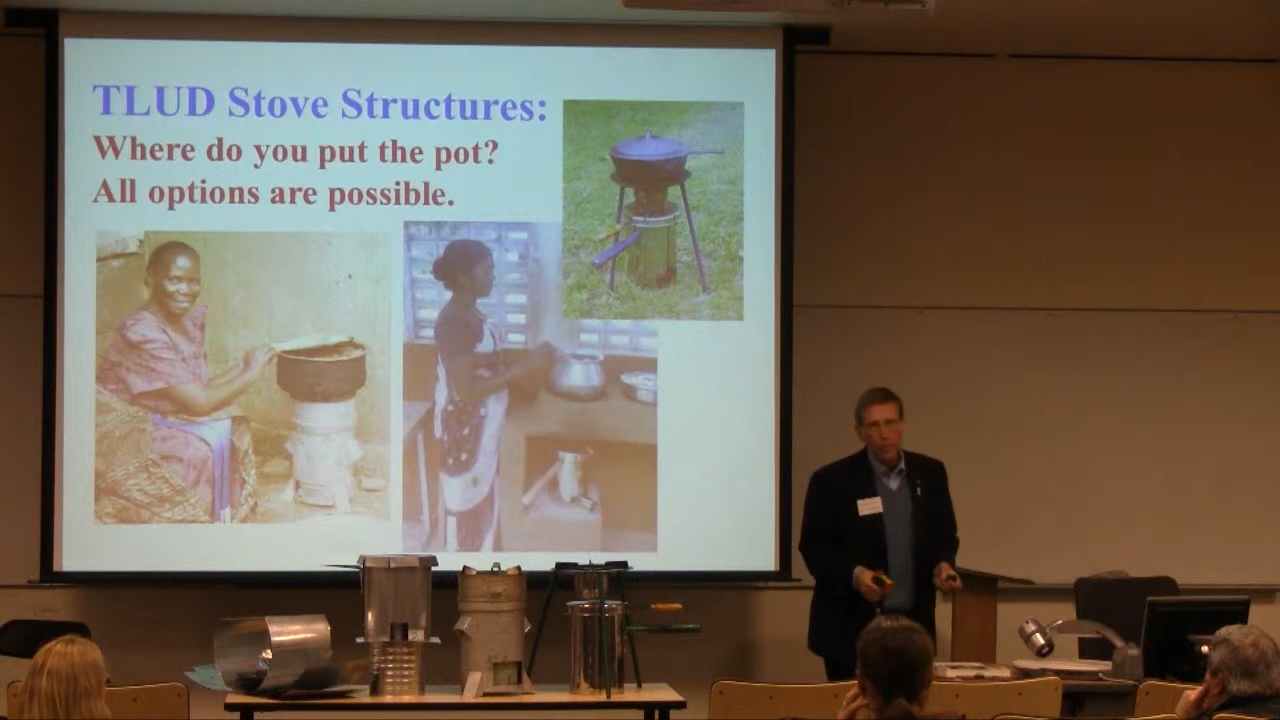 TLUD Stove Structures:
Where do you put the pot?
All options are possible.